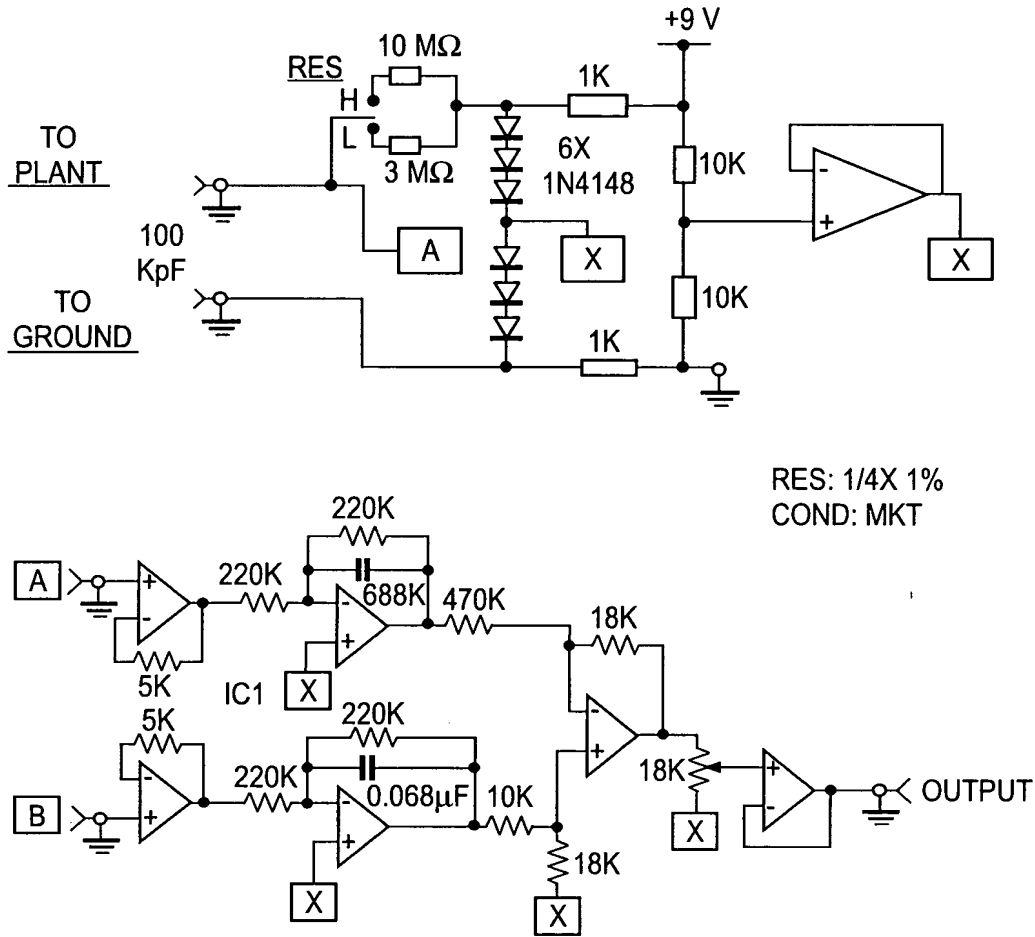 +9 V
10 MΩ
RES
H
L
3 MΩ
1K
TO
PLANT
6X
1N4148
10K
-
+
A
X
X
100
KpF
10K
TO
GROUND
1K
RES: 1/4X 1%
COND: MKT
220K
A
+
-
220K
688K
-
+
470K
18K
5K
IC1
X
5K
220K
-
+
18K
+
-
OUTPUT
-
+
220K
0.068µF
B
-
+
10K
X
18K
X
X